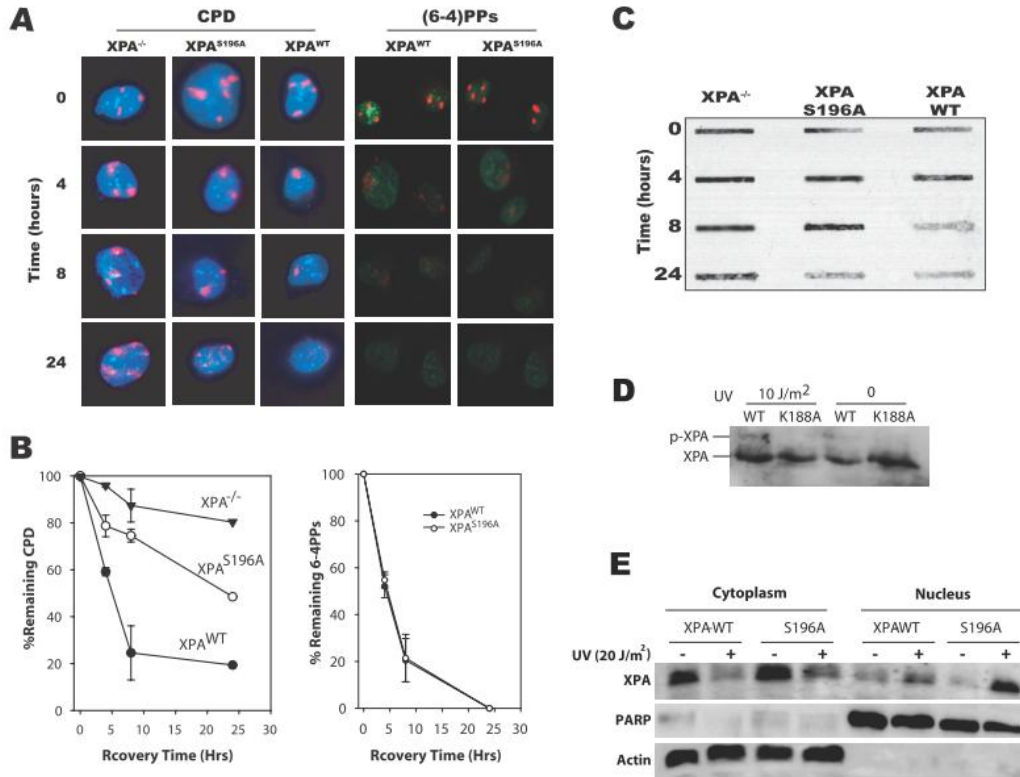 A
CPD
(6-4)PPs
XPA-/-
XPAS196A
XPAWT
XPAWT
XPAS196A
0
4
8
24
Time (hours)
B
100
80
60
40
20
0
%Remaining CPD
XPA-/-
XPAS196A
XPAWT
0 5 10 15 20 25 30
Rcovery Time (Hrs)
100
80
60
40
20
0
% Remaining 6-4PPs
XPAWT
XPAS196A
0 5 10 15 20 25 30
Rcovery Time (Hrs)
C
XPA-/-
XPA
S196A
XPA
WT
0
4
8
24
Time (hours)
D
UV 10 J/m2 0
WT K188A WT K188A
p-XPA
XPA
E
Cytoplasm Nucleus
XPA-WT S196A XPAWT S196A
UV (20 J/m2) - + - + - + - +
XPA
PARP
Actin